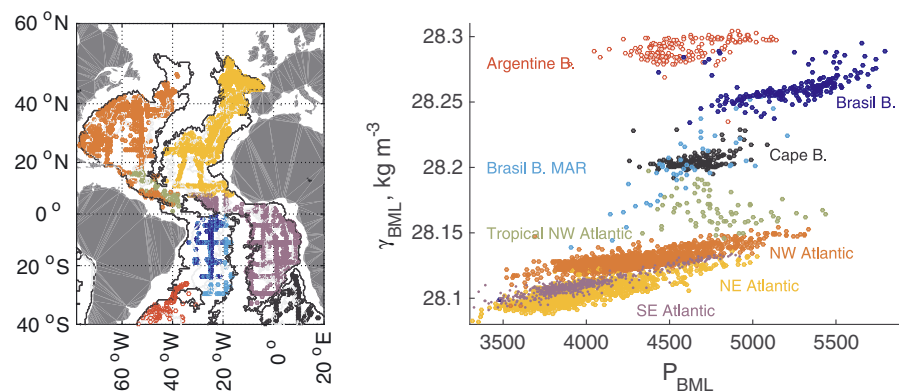 60 °N
40 °N
20 °N
0 °
20 °S
40 °S
60 °W
40 °W
20 °W
0 °
20 °E
28.3
28.25
28.2
28.15
28.1
γBML, kg m-3
Argentine B.
Brasil B.
Cape B.
Brasil B. MAR
Tropical NW Atlantic
NW Atlantic
NE Atlantic
SE Atlantic
3500 4000 4500 5000 5500
PBML